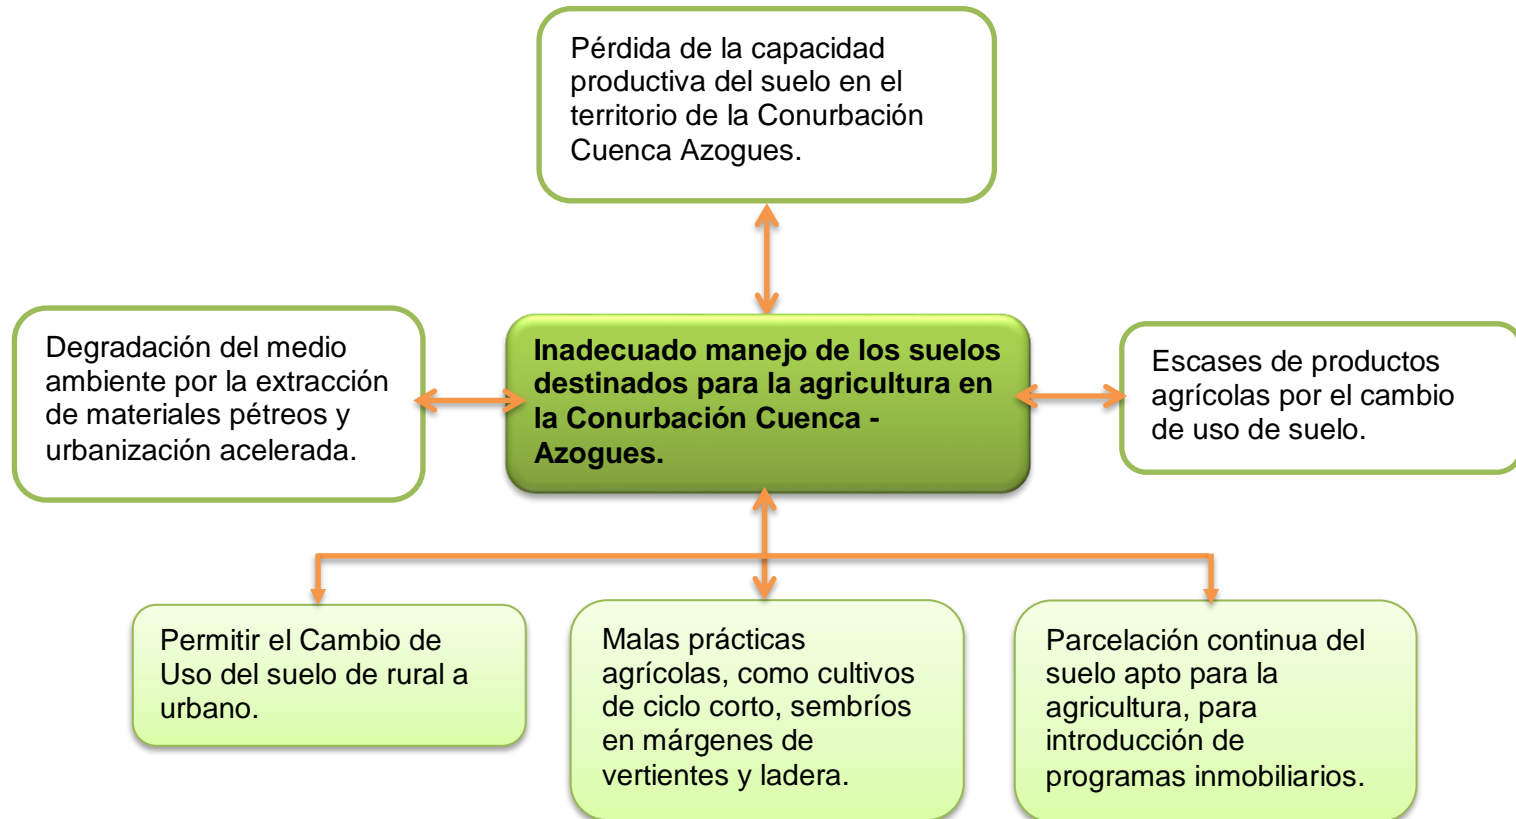 Pérdida de la capacidad
productiva del suelo en el
territorio de la Conurbación
Cuenca Azogues.
Degradación del medio
ambiente por la extracción
de materiales pétreos y
urbanización acelerada.
Inadecuado manejo de los suelos
destinados para la agricultura en
la Conurbación Cuenca -
Azogues.
Escases de productos
agrícolas por el cambio
de uso de suelo.
Permitir el Cambio de
Uso del suelo de rural a
urbano.
Malas prácticas
agrícolas, como cultivos
de ciclo corto, sembríos
en márgenes de
vertientes y ladera.
Parcelación continua del
suelo apto para la
agricultura, para
introducción de
programas inmobiliarios.